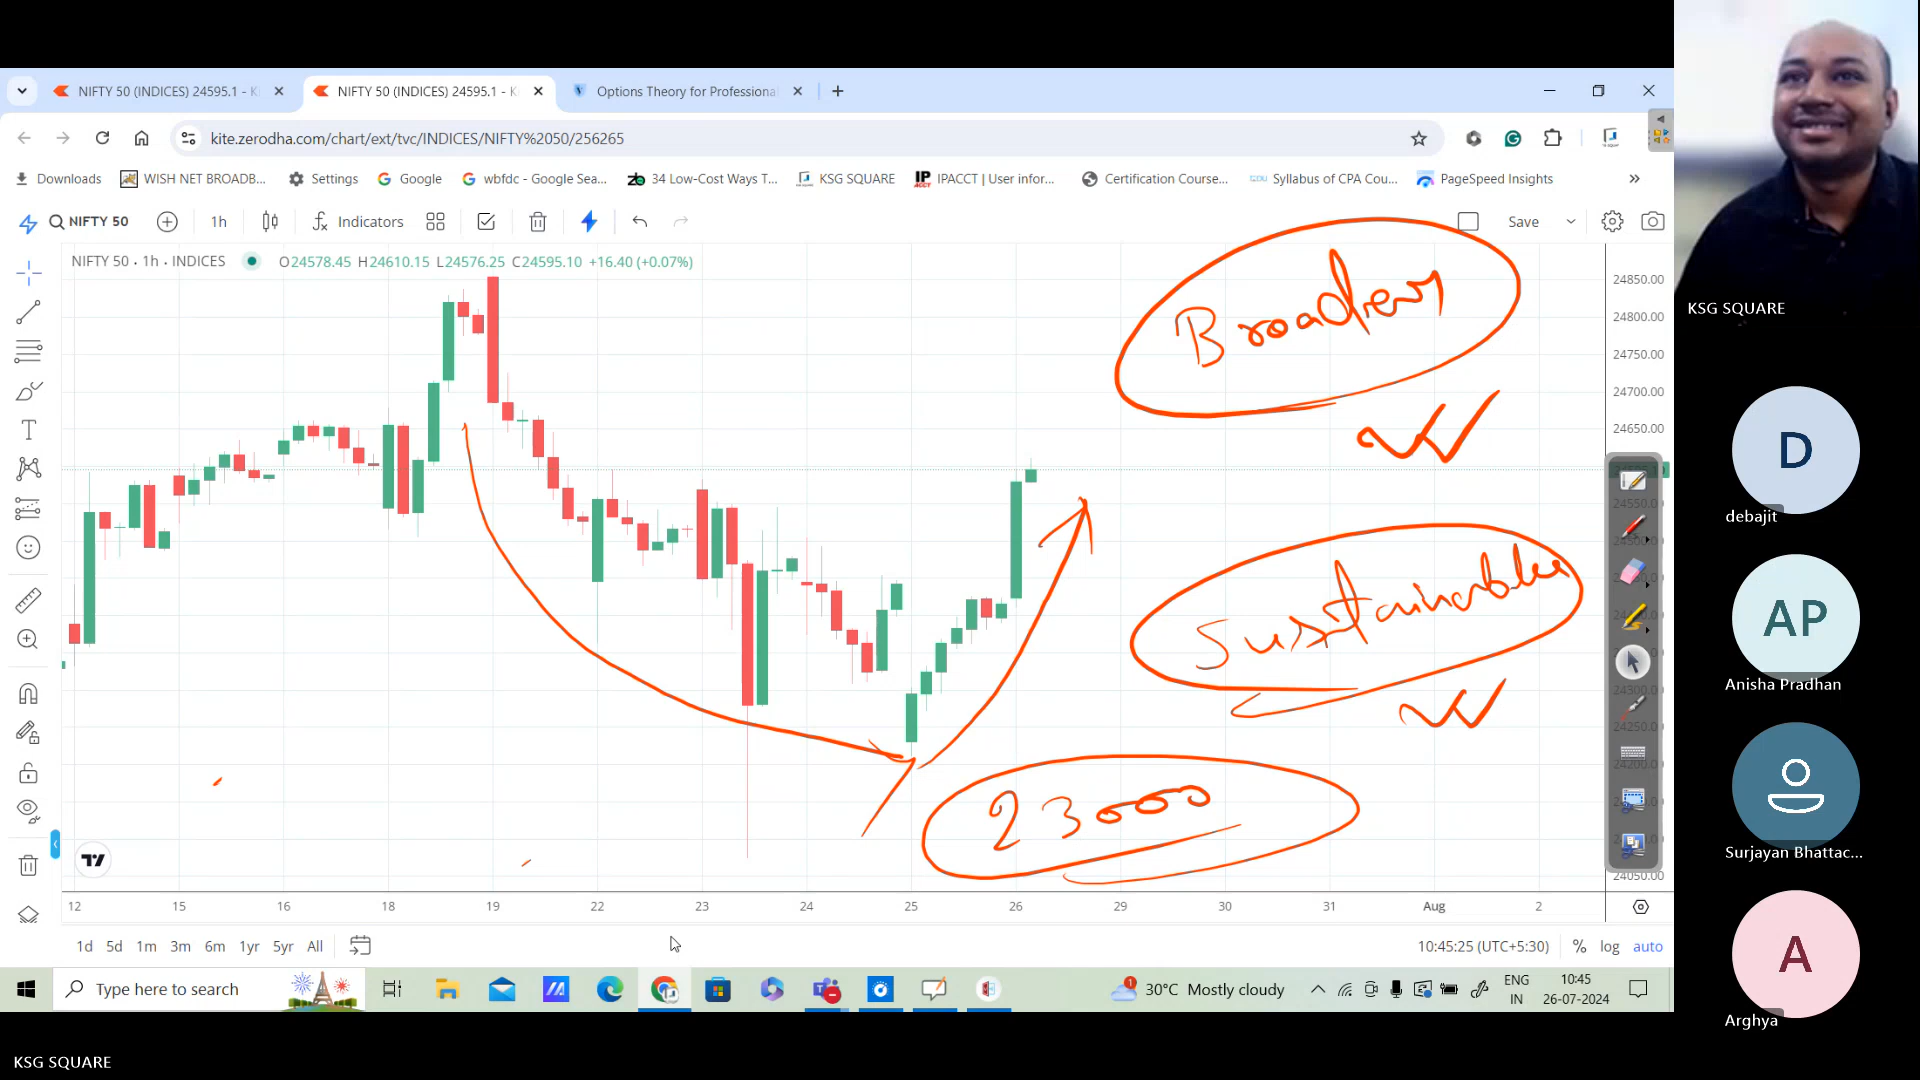 NIFTY 50 (INDICES) 24595.1 - K
NIFTY 50 (INDICES) 24595.1 - K
Options Theory for Professional
kite.zerodha.com/chart/ext/tvc/INDICES/NIFTY%2050/256265
Downloads
WISH NET BROADB...
Settings
Google
wbfdc - Google Sea...
34 Low-Cost Ways T...
KSG SQUARE
IPACCT | User infor...
Certification Course...
Syllabus of CPA Cou...
PageSpeed Insights
NIFTY 50
1h
Indicators
Save
NIFTY 50 · 1h · INDICES
O24578.45 H24610.15 L24576.25 C24595.10 +16.40 (+0.07%)
24850.00
24800.00
24750.00
24700.00
24650.00
24050.00
Broadery
Sustainable
23000
12 15 16 18 19 22 23 24 25 26 29 30 31 Aug 2
1d 5d 1m 3m 6m 1yr 5yr All
10:45:25 (UTC+5:30)
% log auto
Type here to search
30°C Mostly cloudy
ENG
IN
10:45
26-07-2024
KSG SQUARE
KSG SQUARE
D
debajit
AP
Anisha Pradhan
Surjayan Bhattac...
A
Arghya